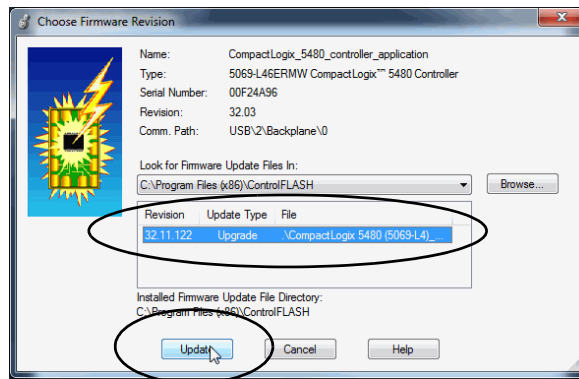 Choose Firmware Revision
Name: CompactLogix_5480_controller_application
Type: 5069-L46ERMW CompactLogix™ 5480 Controller
Serial Number: 00F24A96
Revision: 32.03
Comm. Path: USB\2\Backplane\0
Look for Firmware Update Files In:
C:\Program Files (x86)\ControlFLASH Browse...
Revision Update Type File
32.11.122 Upgrade .\CompactLogix 5480 (5069-L4)_...
Installed Firmware Update File Directory:
C:\Program Files (x86)\ControlFLASH
Update Cancel Help